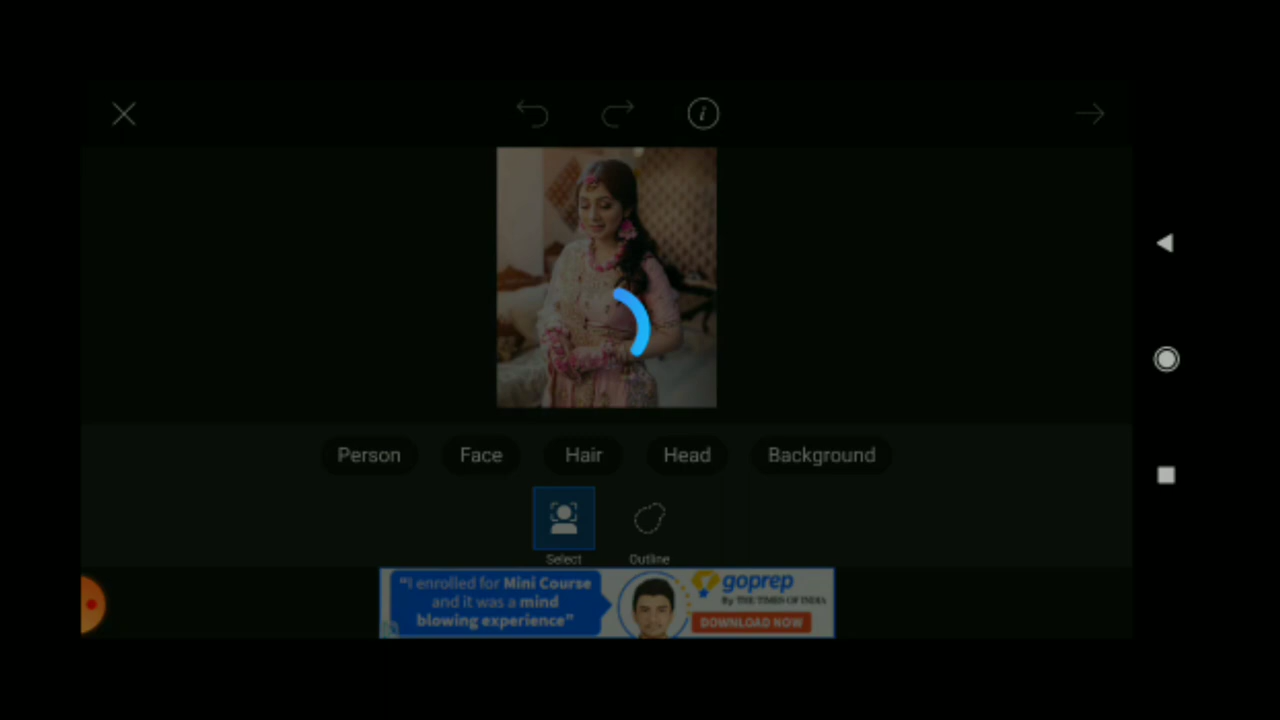 Person Face Hair Head Background
Select Outline
"I enrolled for Mini Course
and it was a mind
blowing experience"
goprep
By THE TIMES OF INDIA
DOWNLOAD NOW